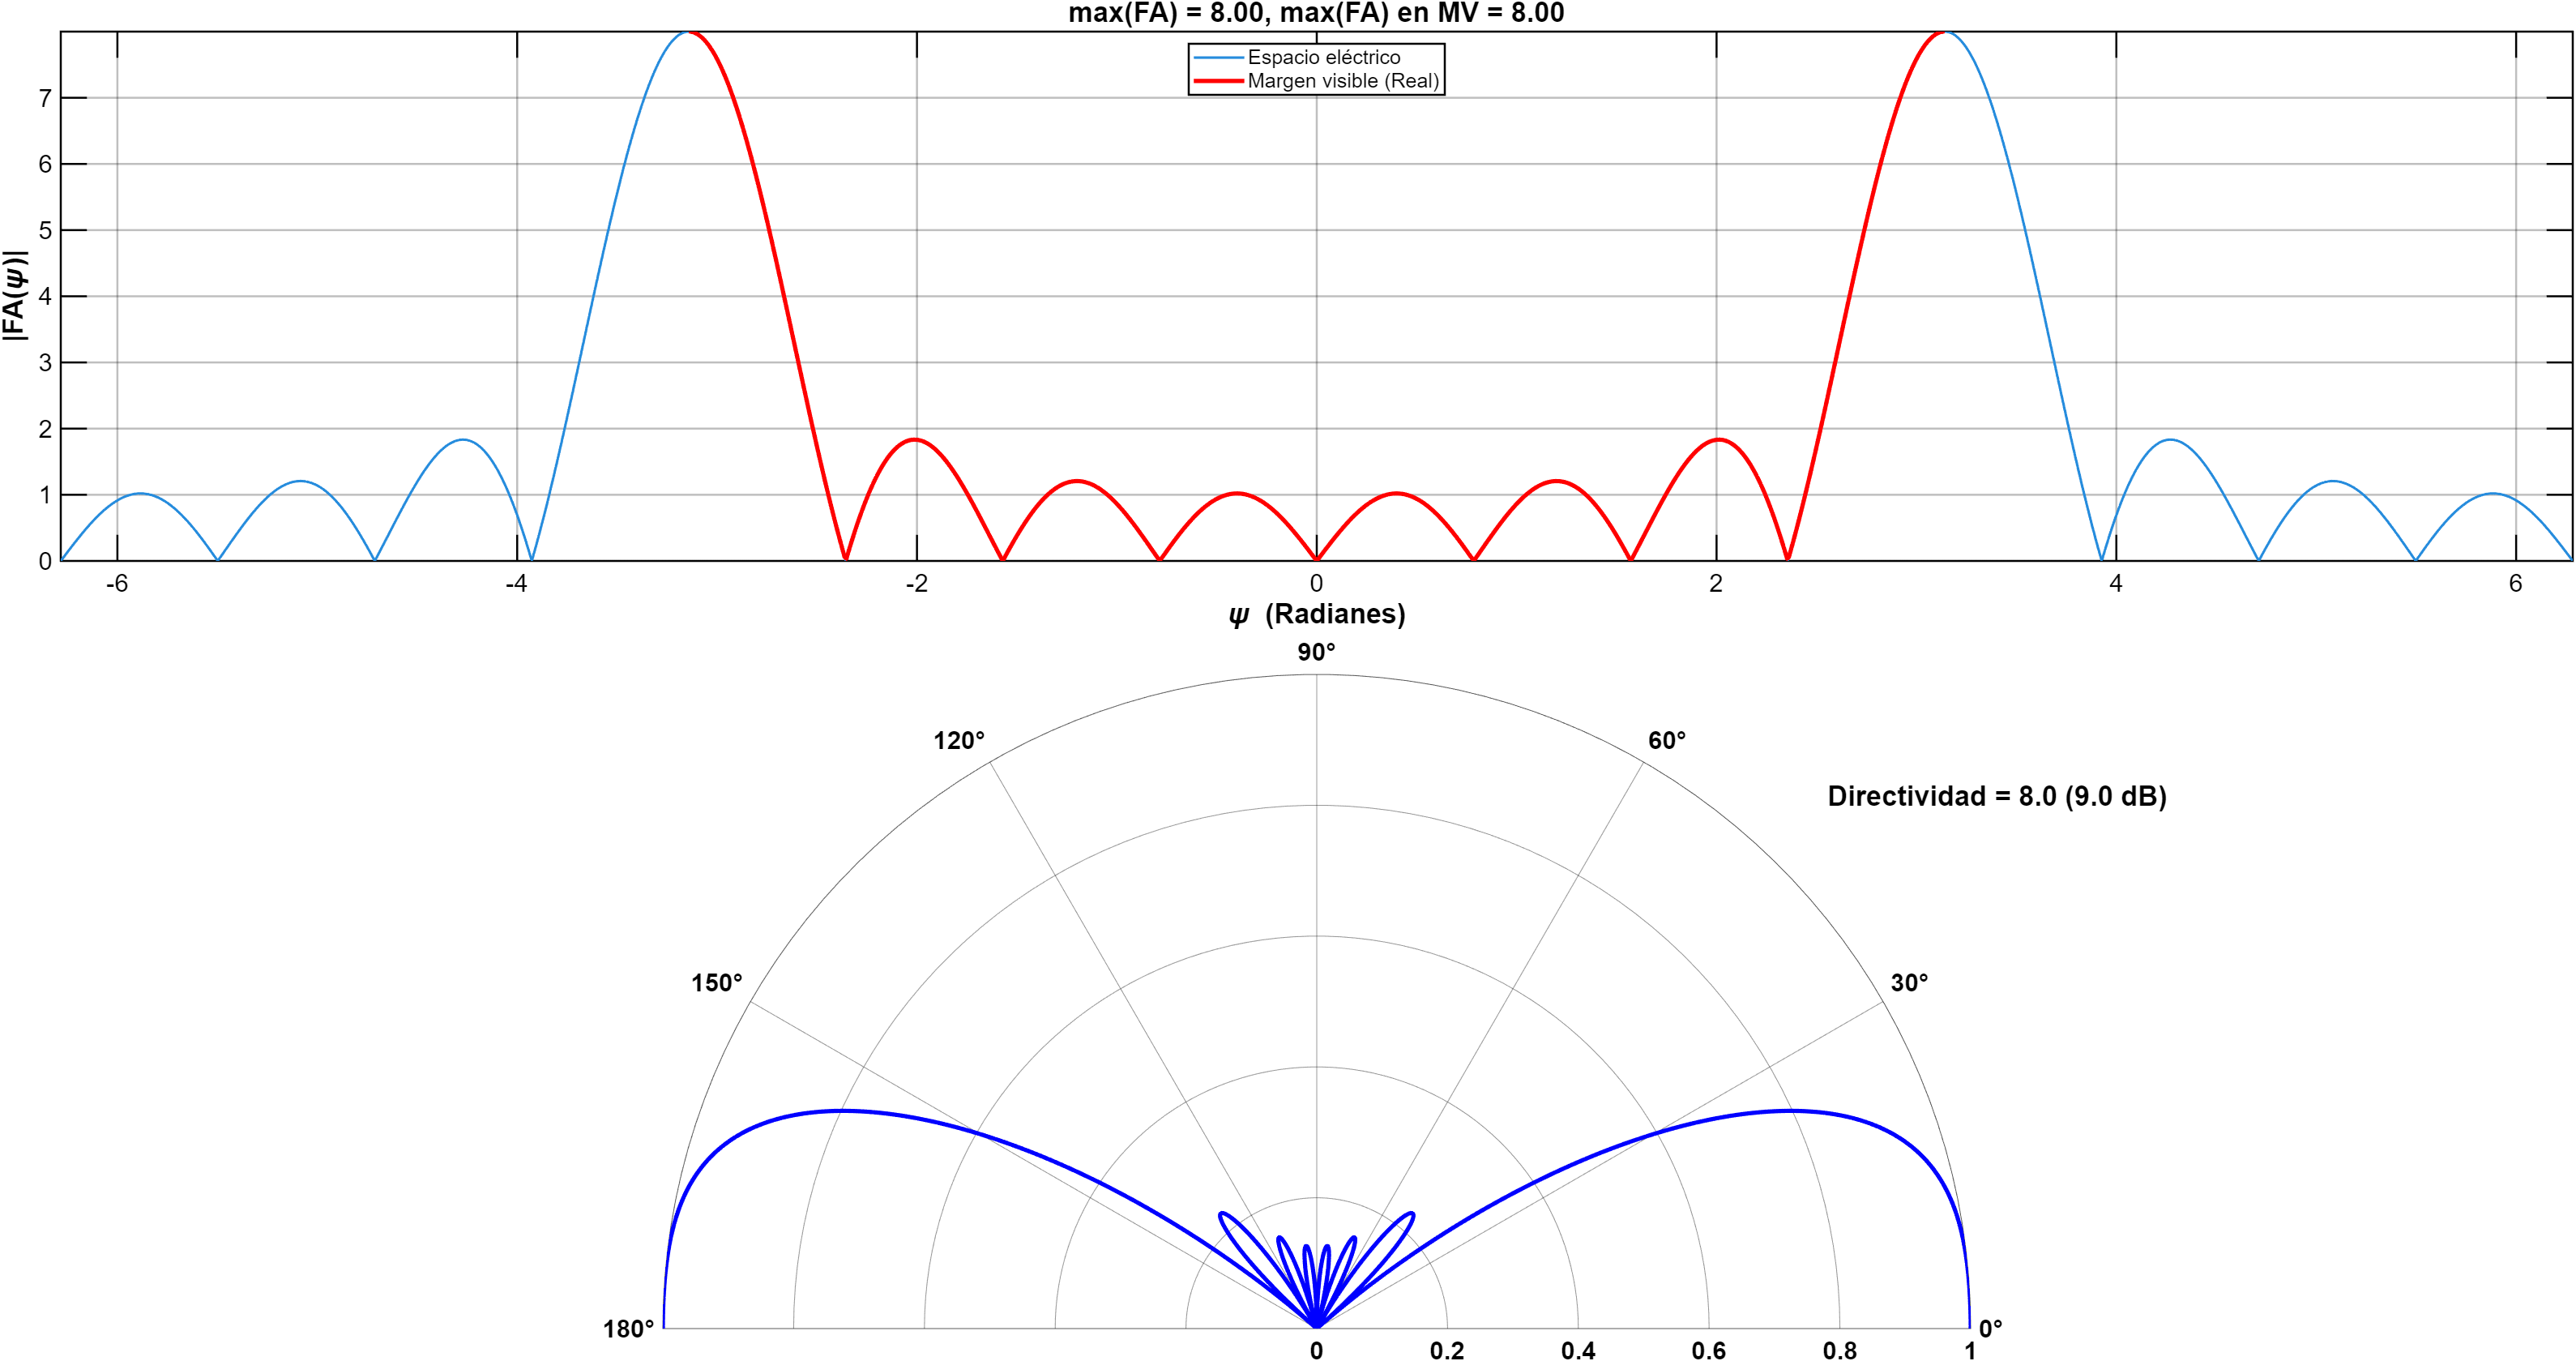 max(FA) = 8.00, max(FA) en MV = 8.00
Espacio eléctrico
Margen visible (Real)
|FA(ψ)|
7
6
5
4
3
2
1
0
-6 -4 -2 0 2 4 6
ψ (Radianes)
90°
120° 60°
Directividad = 8.0 (9.0 dB)
150° 30°
180° 0°
0 0.2 0.4 0.6 0.8 1